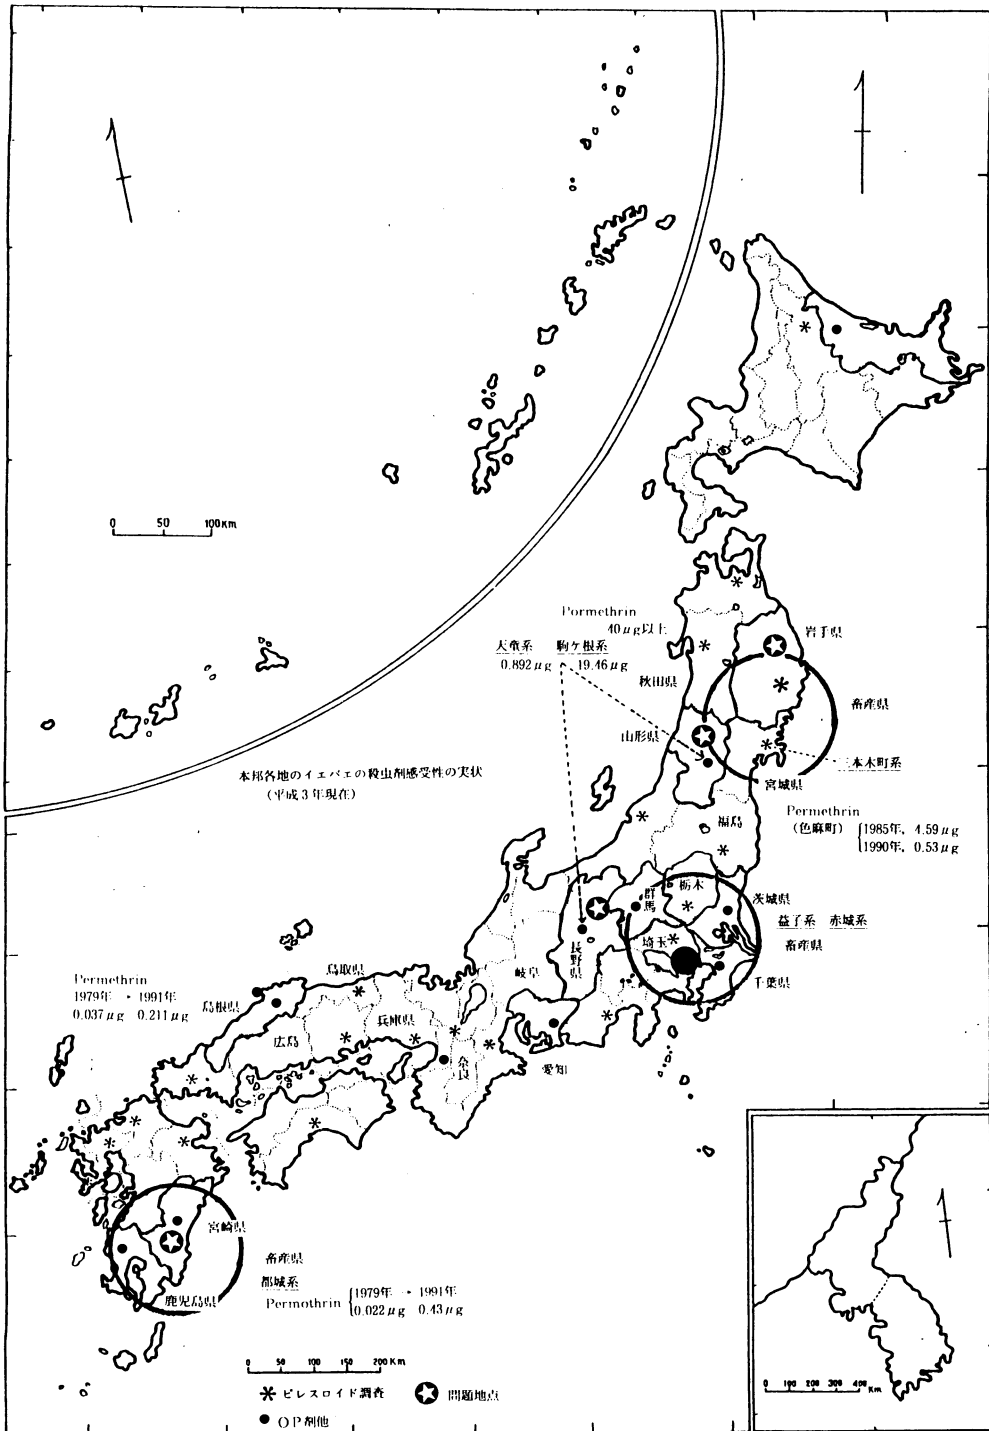 0 50 100Km
Pormethrin
40μg以上
天童系 駒ケ根系
0.892μg 19.46μg
岩手県
秋田県
畜産県
山形県
三本木町系
宮城県
本邦各地のイエバエの殺虫剤感受性の実状
(平成3年現在)
福島
Permethrin
(色麻町) 1985年, 4.59μg
1990年, 0.53μg
栃木
群馬
茨城県
益子系 赤城系
畜産県
埼玉
長野県
千葉県
岐阜
鳥取県
Permethrin
1979年 → 1991年
0.037μg 0.211μg
島根県
兵庫県
広島
奈良
愛知
宮崎県
畜産県
都城系
鹿児島県
Permothrin 1979年 → 1991年
0.022μg 0.43μg
0 50 100 150 200Km
0 100 200 300 400 Km
* ピレスロイド調査 問題地点
● OP剤他